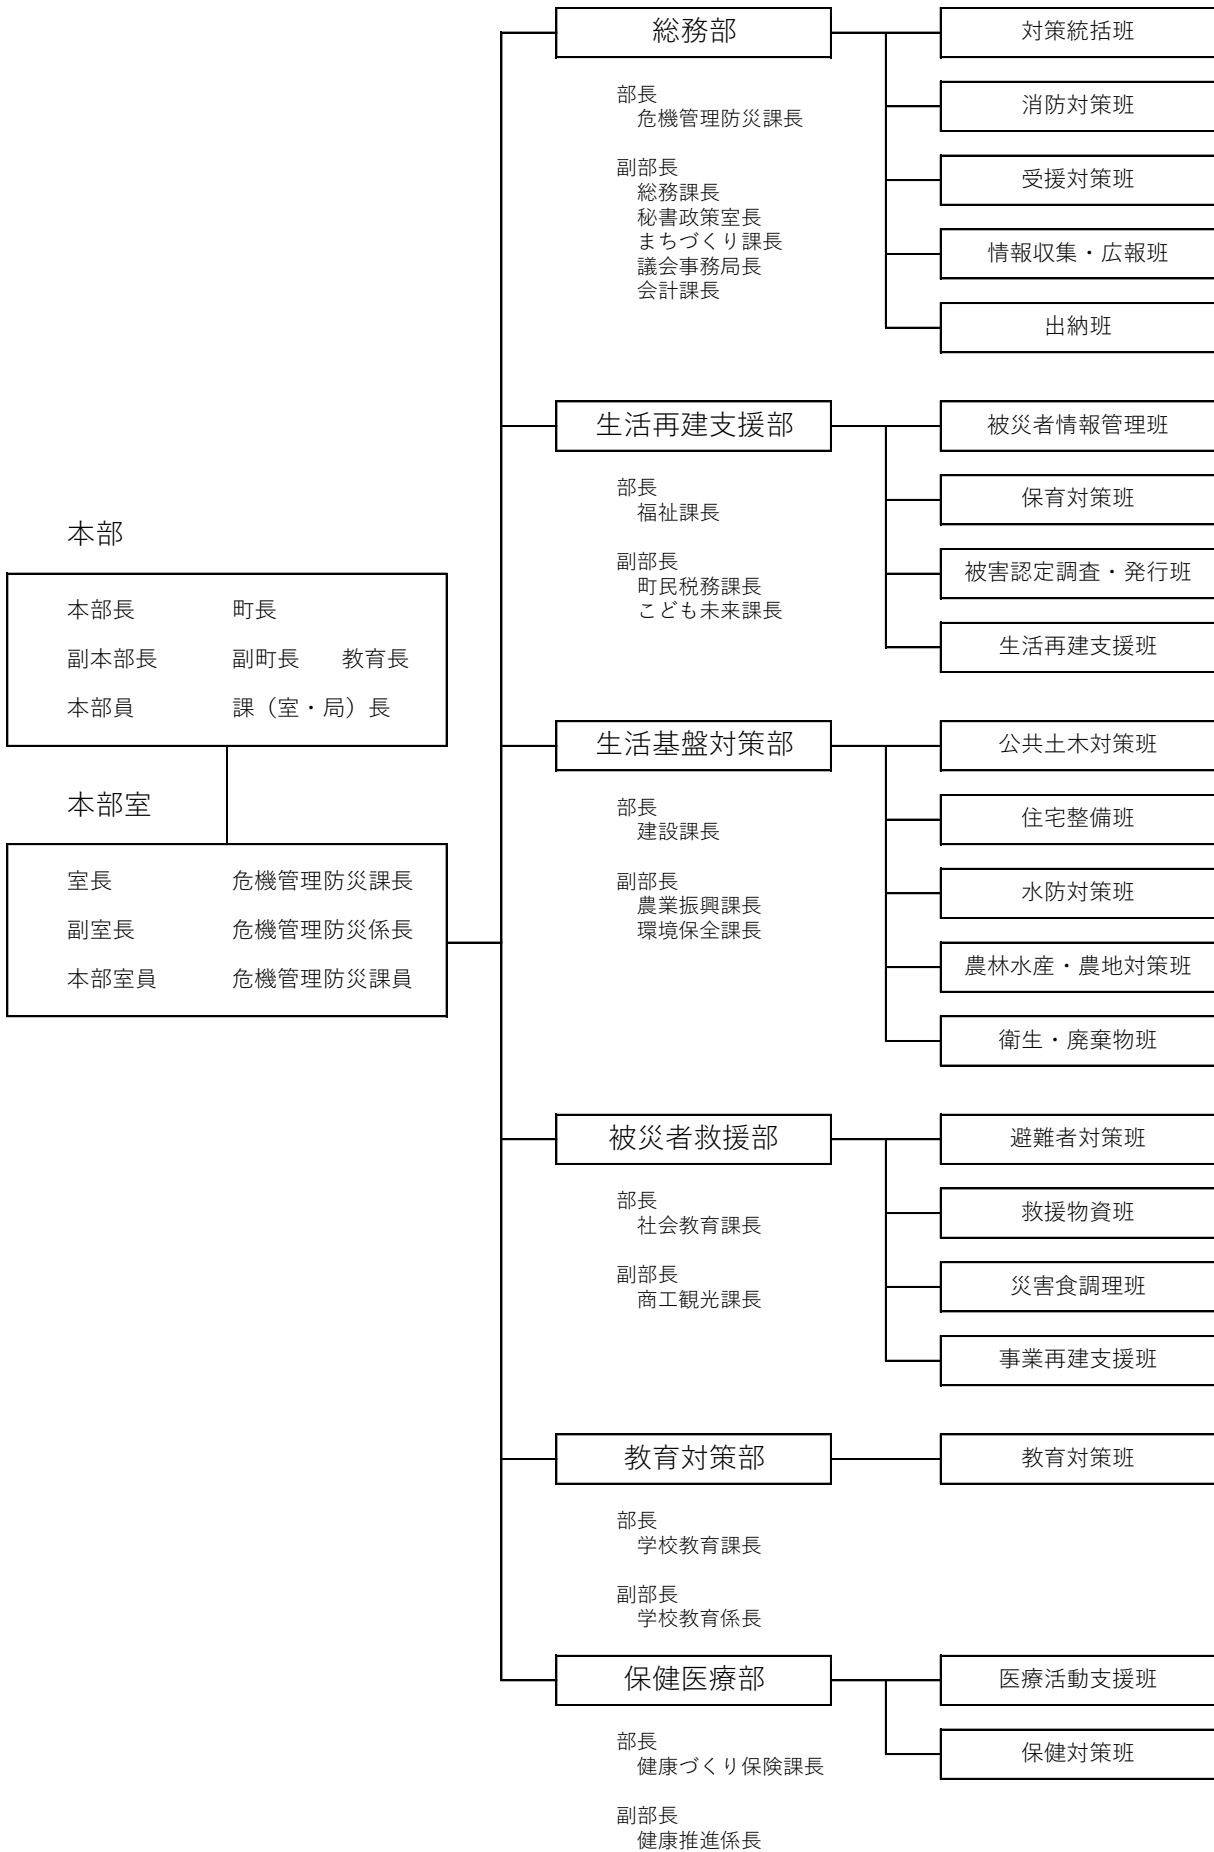 本部
本部長 町長
副本部長 副町長 教育長
本部員 課（室・局）長
本部室
室長 危機管理防災課長
副室長 危機管理防災係長
本部室員 危機管理防災課員
総務部
部長
危機管理防災課長
副部長
総務課長
秘書政策室長
まちづくり課長
議会事務局長
会計課長
対策統括班
消防対策班
受援対策班
情報収集・広報班
出納班
生活再建支援部
部長
福祉課長
副部長
町民税務課長
こども未来課長
被災者情報管理班
保育対策班
被害認定調査・発行班
生活再建支援班
生活基盤対策部
部長
建設課長
副部長
農業振興課長
環境保全課長
公共土木対策班
住宅整備班
水防対策班
農林水産・農地対策班
衛生・廃棄物班
被災者救援部
部長
社会教育課長
副部長
商工観光課長
避難者対策班
救援物資班
災害食調理班
事業再建支援班
教育対策部
部長
学校教育課長
副部長
学校教育係長
教育対策班
保健医療部
部長
健康づくり保険課長
副部長
健康推進係長
医療活動支援班
保健対策班